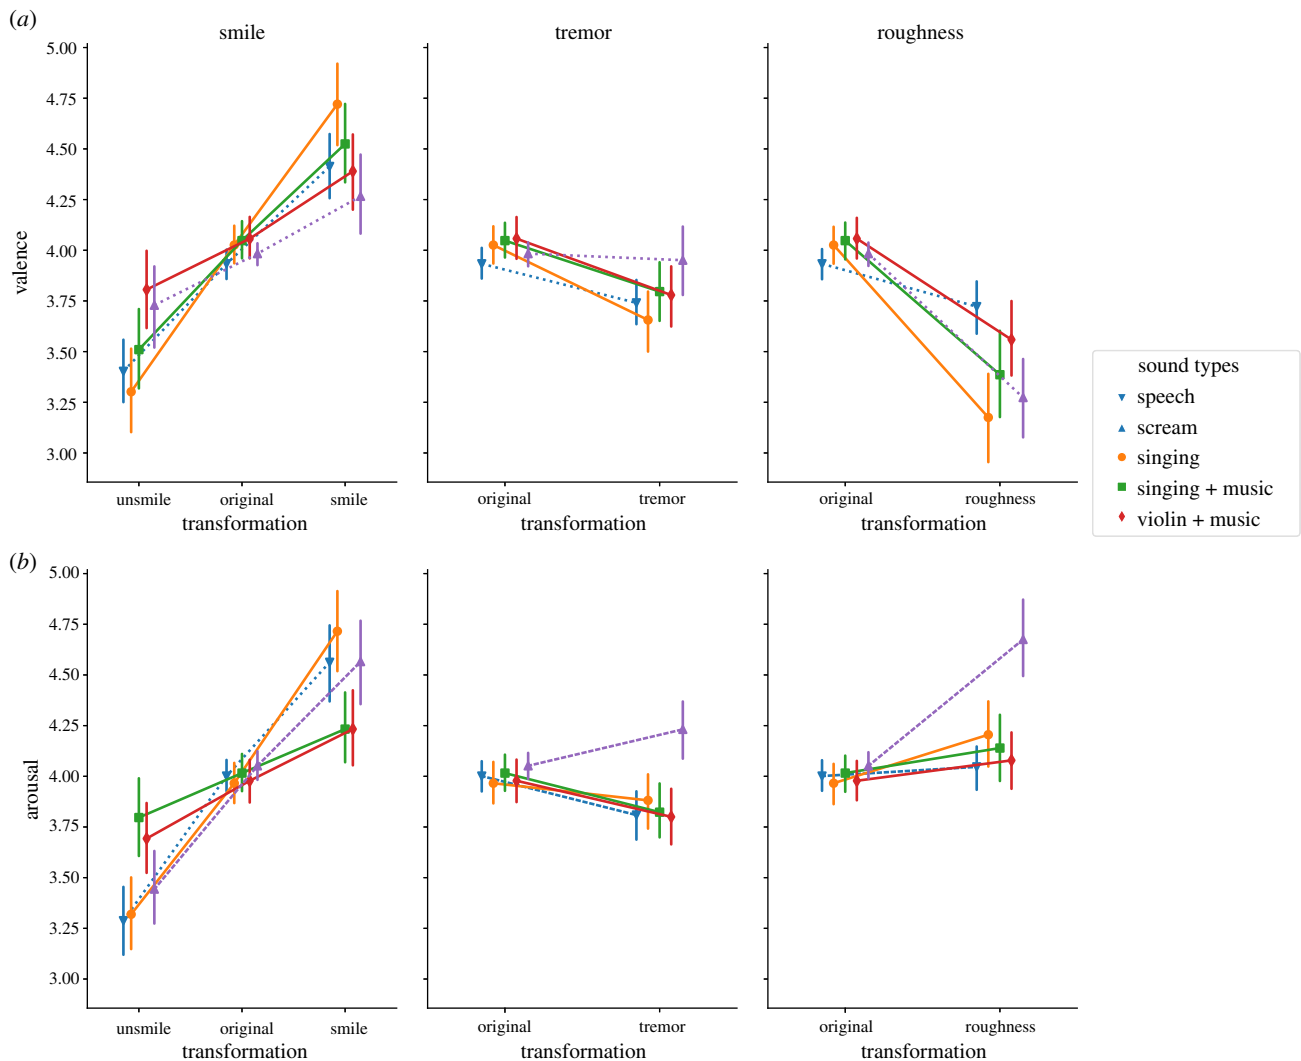 (a)
smile tremor roughness
5.00
4.75
4.50
4.25
4.00
3.75
3.50
3.25
3.00
valence
unsmile original smile
transformation
original tremor
transformation
original roughness
transformation
sound types
speech
scream
singing
singing + music
violin + music
(b)
5.00
4.75
4.50
4.25
4.00
3.75
3.50
3.25
3.00
arousal
unsmile original smile
transformation
original tremor
transformation
original roughness
transformation